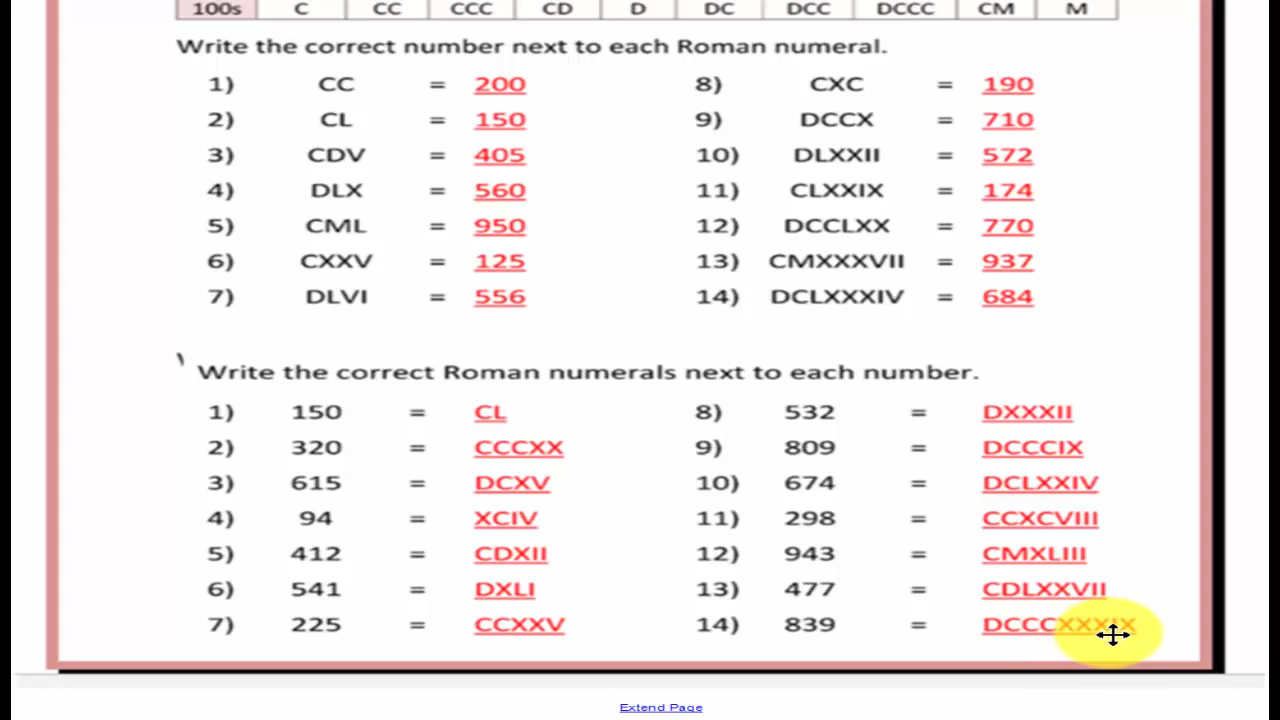 100s C CC CCC CD D DC DCC DCCC CM M
Write the correct number next to each Roman numeral.
1) CC = 200 8) CXC = 190
2) CL = 150 9) DCCX = 710
3) CDV = 405 10) DLXXII = 572
4) DLX = 560 11) CLXXIX = 174
5) CML = 950 12) DCCLXX = 770
6) CXXV = 125 13) CMXXXVII = 937
7) DLVI = 556 14) DCLXXXIV = 684
Write the correct Roman numerals next to each number.
1) 150 = CL 8) 532 = DXXXII
2) 320 = CCCXX 9) 809 = DCCCIX
3) 615 = DCXV 10) 674 = DCLXXIV
4) 94 = XCIV 11) 298 = CCXCVIII
5) 412 = CDXII 12) 943 = CMXLIII
6) 541 = DXLI 13) 477 = CDLXXVII
7) 225 = CCXXV 14) 839 = DCCCXXXIX
Extend Page